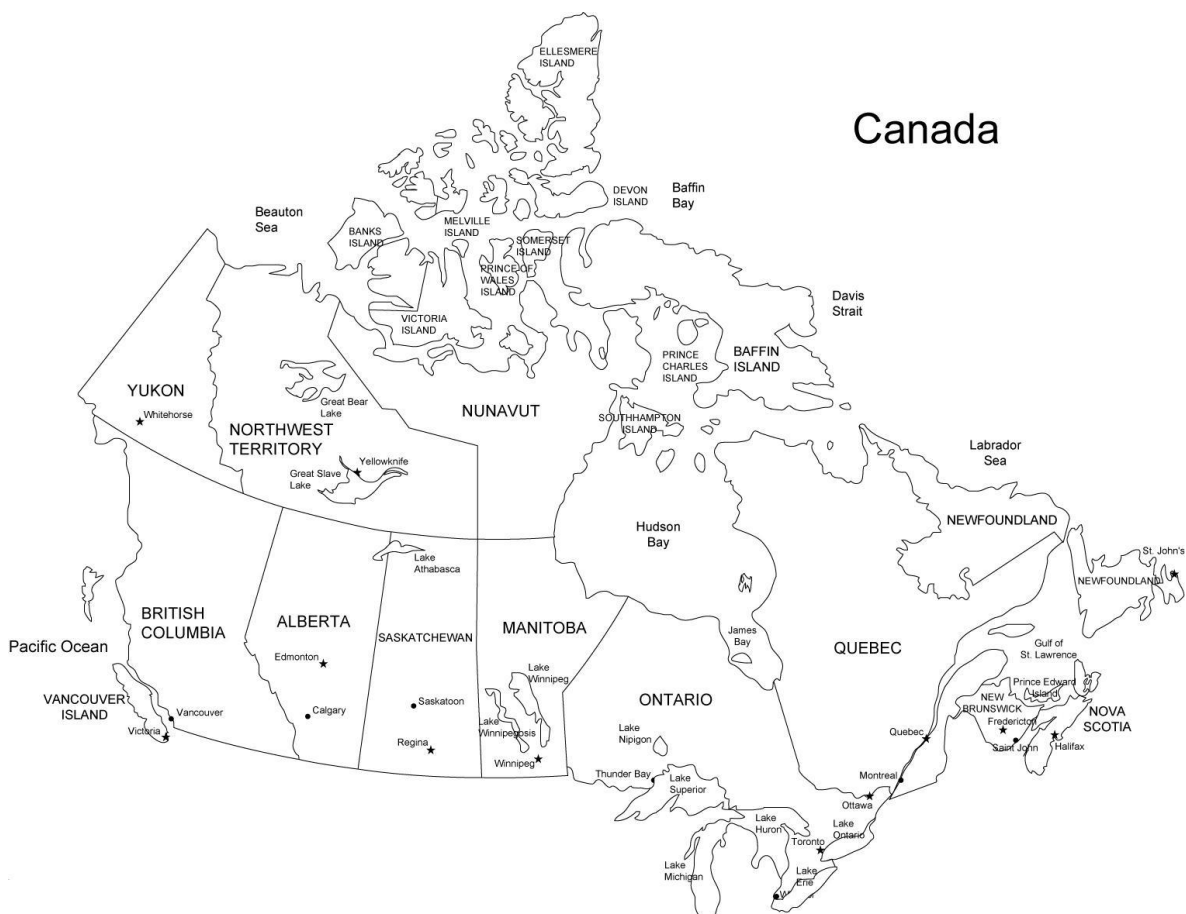 ELLESMERE
ISLAND
Canada
DEVON
ISLAND
Baffin
Bay
Beauton
Sea
BANKS
ISLAND
MELVILLE
ISLAND
SOMERSET
ISLAND
PRINCE OF
WALES
ISLAND
VICTORIA
ISLAND
Davis
Strait
PRINCE
CHARLES
ISLAND
BAFFIN
ISLAND
YUKON
Whitehorse
Great Bear
Lake
NUNAVUT
NORTHWEST
TERRITORY
SOUTHHAMPTON
ISLAND
Yellowknife
Great Slave
Lake
Labrador
Sea
Hudson
Bay
NEWFOUNDLAND
St. John's
NEWFOUNDLAND
Lake
Athabasca
BRITISH
COLUMBIA
ALBERTA
SASKATCHEWAN
MANITOBA
James
Bay
QUEBEC
Gulf of
St. Lawrence
Pacific Ocean
Edmonton
Lake
Winnipeg
Prince Edward
Island
VANCOUVER
ISLAND
Vancouver
Victoria
Calgary
Saskatoon
Regina
Lake
Winnipegosis
Winnipeg
ONTARIO
NEW
BRUNSWICK
Fredericton
Saint John
NOVA
SCOTIA
Halifax
Lake
Nipigon
Quebec
Thunder Bay
Lake
Superior
Montreal
Ottawa
Lake
Huron
Lake
Ontario
Toronto
Lake
Michigan
Lake
Erie